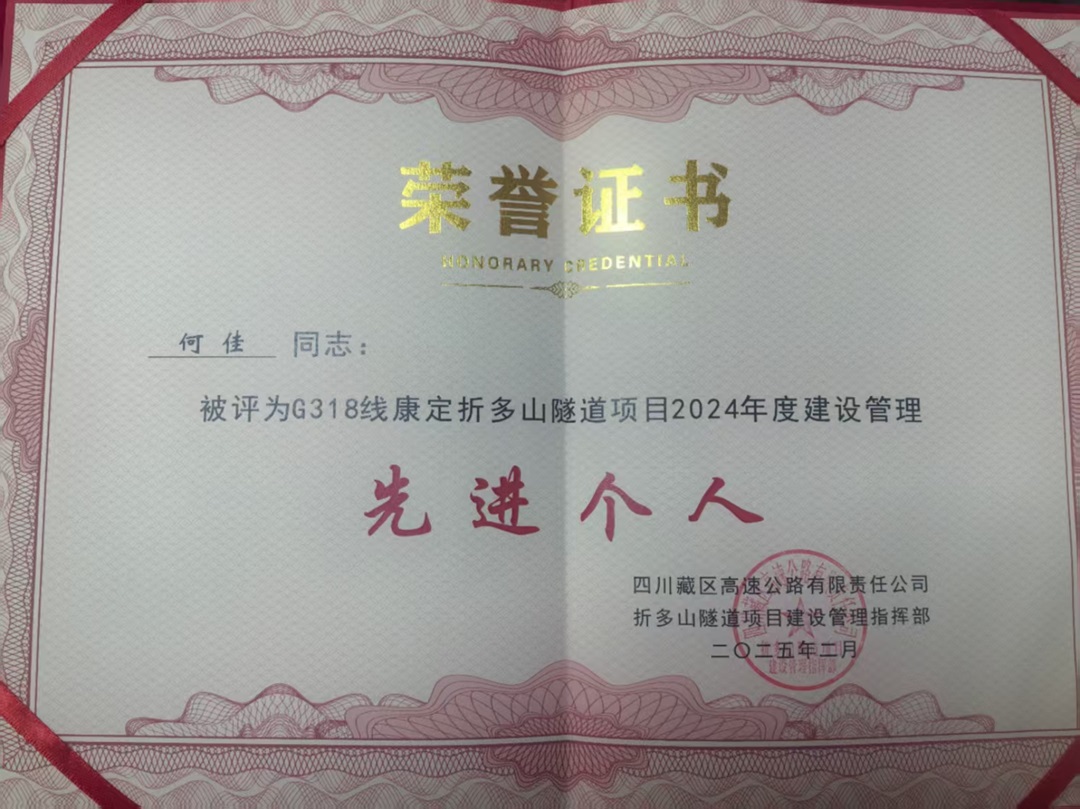 荣誉证书
HONORARY CREDENTIAL
何佳 同志：
被评为G318线康定折多山隧道项目2024年度建设管理
先进个人
四川藏区高速公路有限责任公司
折多山隧道项目建设管理指挥部
二〇二五年二月